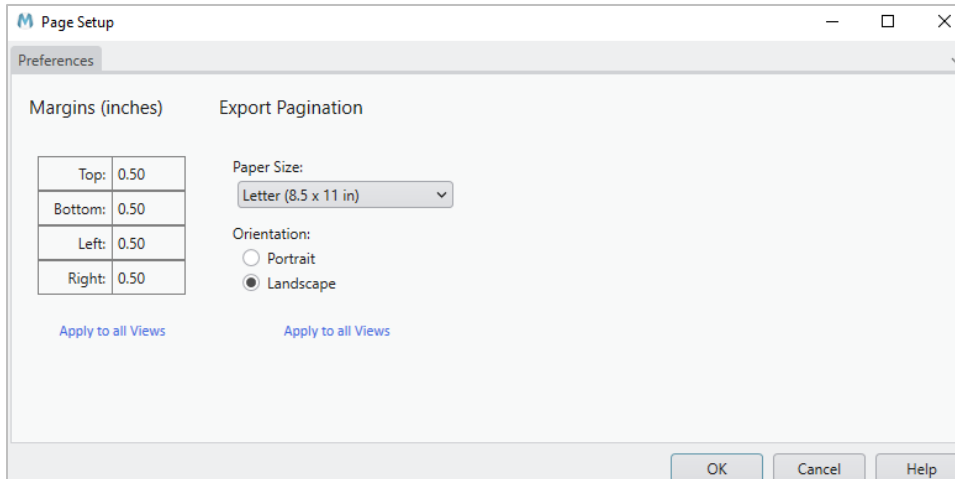 Page Setup
Preferences
Margins (inches)
Export Pagination
Top: 0.50
Bottom: 0.50
Left: 0.50
Right: 0.50
Apply to all Views
Paper Size:
Letter (8.5 x 11 in)
Orientation:
Portrait
Landscape
Apply to all Views
OK
Cancel
Help